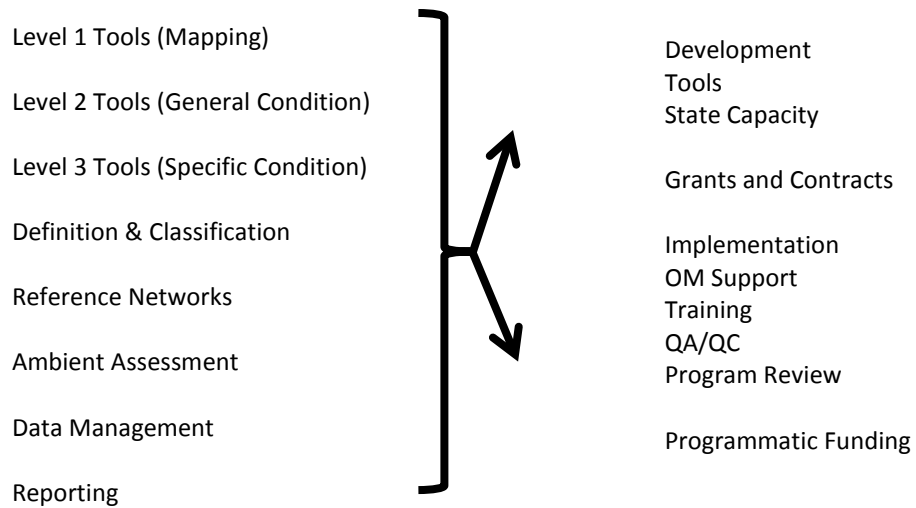 Level 1 Tools (Mapping)
Level 2 Tools (General Condition)
Level 3 Tools (Specific Condition)
Definition & Classification
Reference Networks
Ambient Assessment
Data Management
Reporting
Development
Tools
State Capacity
Grants and Contracts
Implementation
OM Support
Training
QA/QC
Program Review
Programmatic Funding